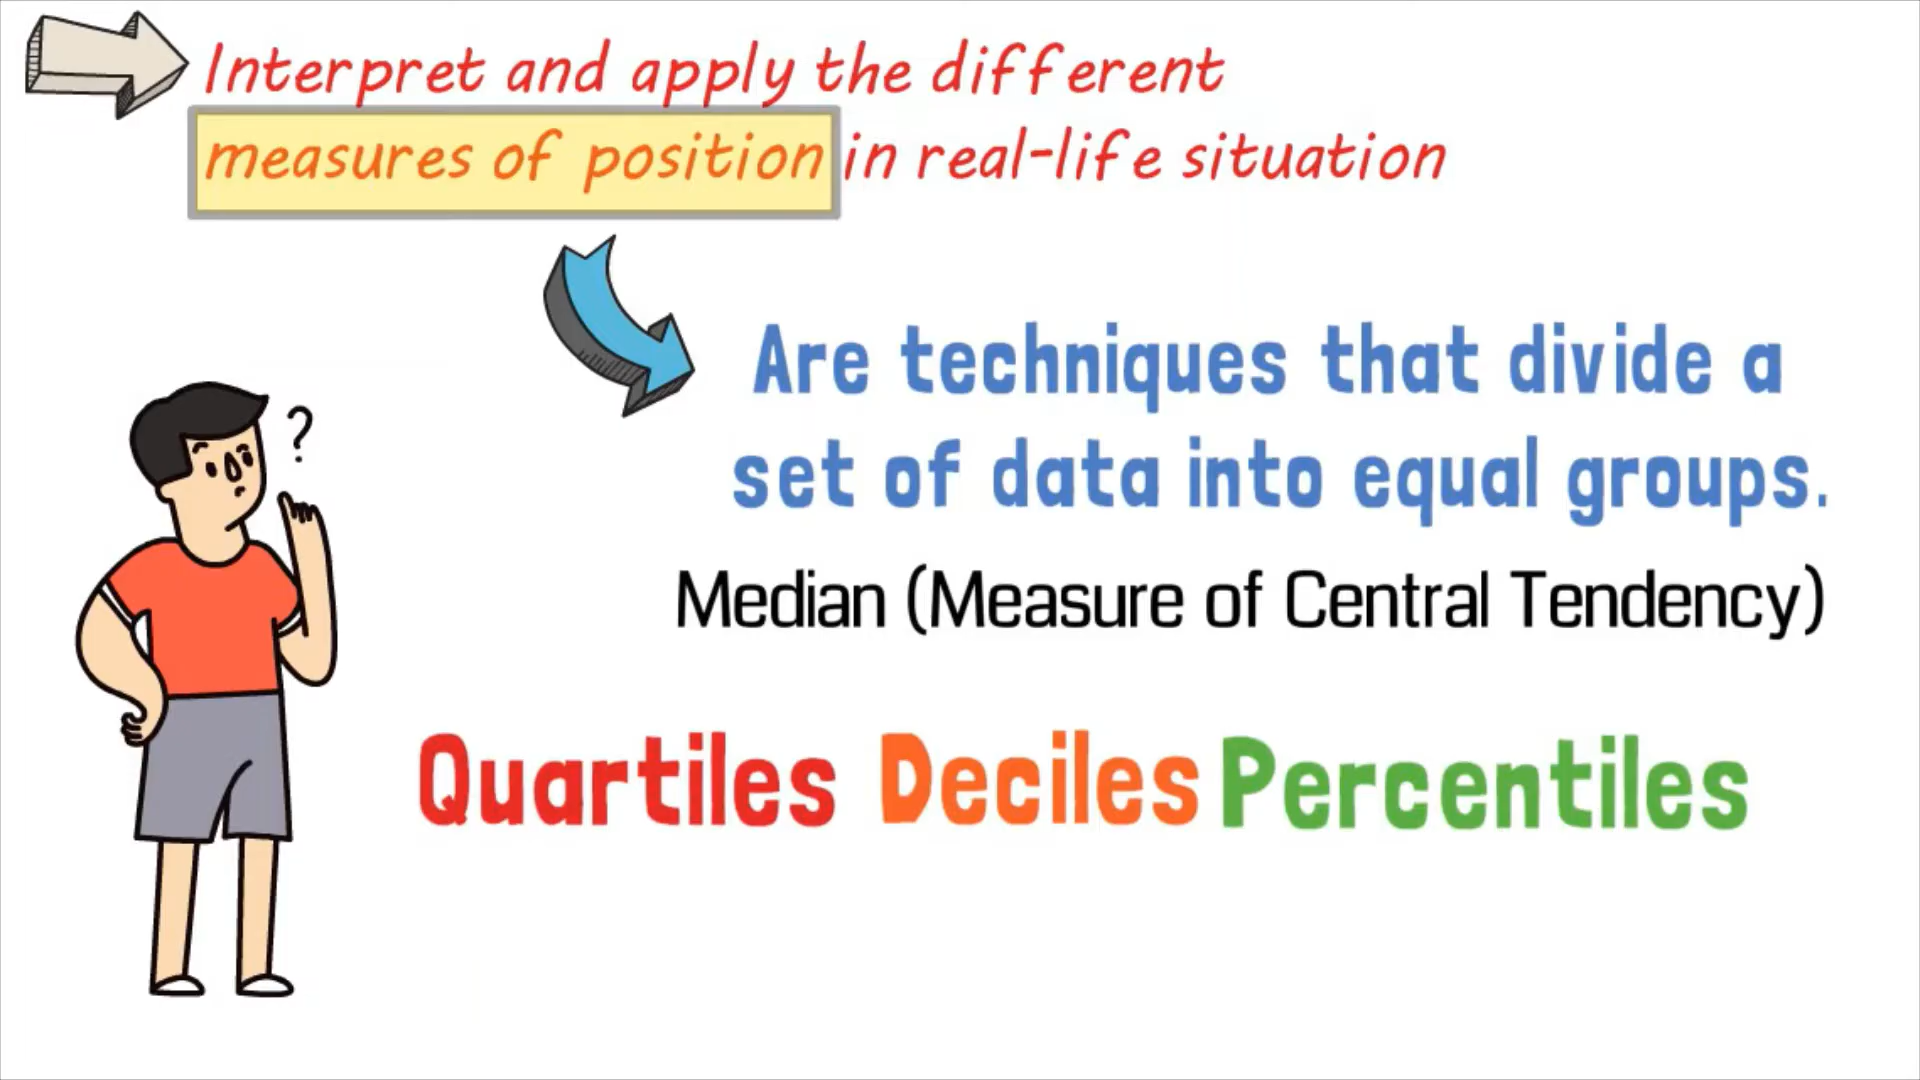 Interpret and apply the different
measures of position in real-life situation
?
Are techniques that divide a
set of data into equal groups.
Median (Measure of Central Tendency)
Quartiles Deciles Percentiles